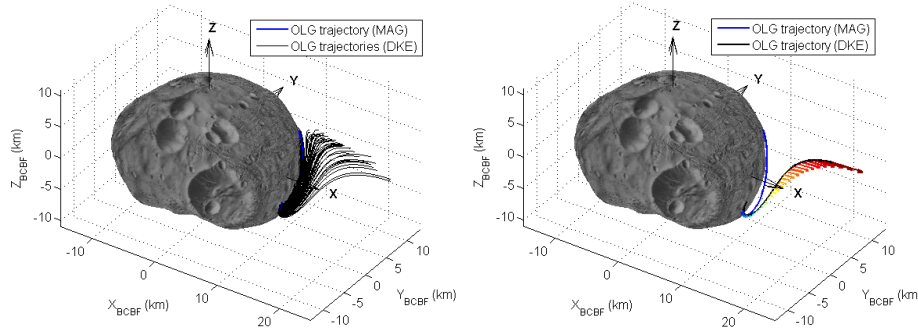 OLG trajectory (MAG)
OLG trajectories (DKE)
Z
Y
X
10
5
0
-5
-10
Z_BCBF (km)
-10
0
10
20
X_BCBF (km)
-10
-5
0
5
10
Y_BCBF (km)
OLG trajectory (MAG)
OLG trajectory (DKE)
Z
Y
X
10
5
0
-5
-10
Z_BCBF (km)
-10
0
10
20
X_BCBF (km)
-10
-5
0
5
10
Y_BCBF (km)